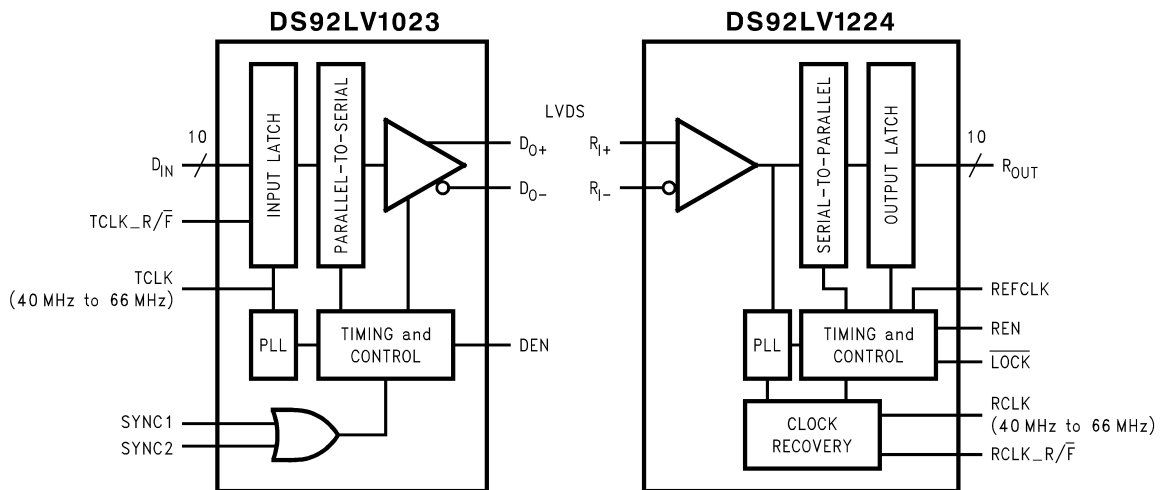 DS92LV1023
DS92LV1224
LVDS
10
D_IN
TCLK_R/F̅
TCLK
(40 MHz to 66 MHz)
SYNC1
SYNC2
INPUT LATCH
PARALLEL-TO-SERIAL
PLL
TIMING and
CONTROL
D_O+
D_O−
DEN
R_I+
R_I−
SERIAL-TO-PARALLEL
OUTPUT LATCH
PLL
TIMING and
CONTROL
CLOCK
RECOVERY
10
R_OUT
REFCLK
REN
L̅O̅C̅K̅
RCLK
(40 MHz to 66 MHz)
RCLK_R/F̅